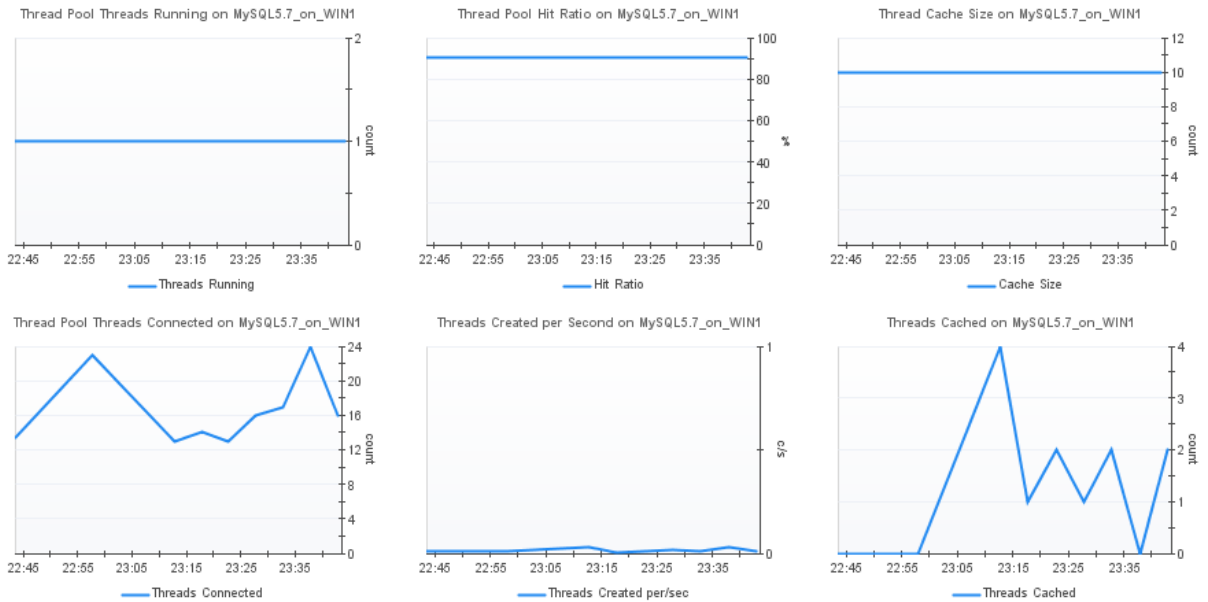 Thread Pool Threads Running on MySQL5.7_on_WIN1
2
1
0
count
22:45 22:55 23:05 23:15 23:25 23:35
Threads Running
Thread Pool Hit Ratio on MySQL5.7_on_WIN1
100
80
60
40
20
0
22:45 22:55 23:05 23:15 23:25 23:35
Hit Ratio
Thread Cache Size on MySQL5.7_on_WIN1
12
10
8
6
4
2
0
count
22:45 22:55 23:05 23:15 23:25 23:35
Cache Size
Thread Pool Threads Connected on MySQL5.7_on_WIN1
24
20
16
12
8
4
0
count
22:45 22:55 23:05 23:15 23:25 23:35
Threads Connected
Threads Created per Second on MySQL5.7_on_WIN1
1
0
c/s
22:45 22:55 23:05 23:15 23:25 23:35
Threads Created per/sec
Threads Cached on MySQL5.7_on_WIN1
4
3
2
1
0
count
22:45 22:55 23:05 23:15 23:25 23:35
Threads Cached